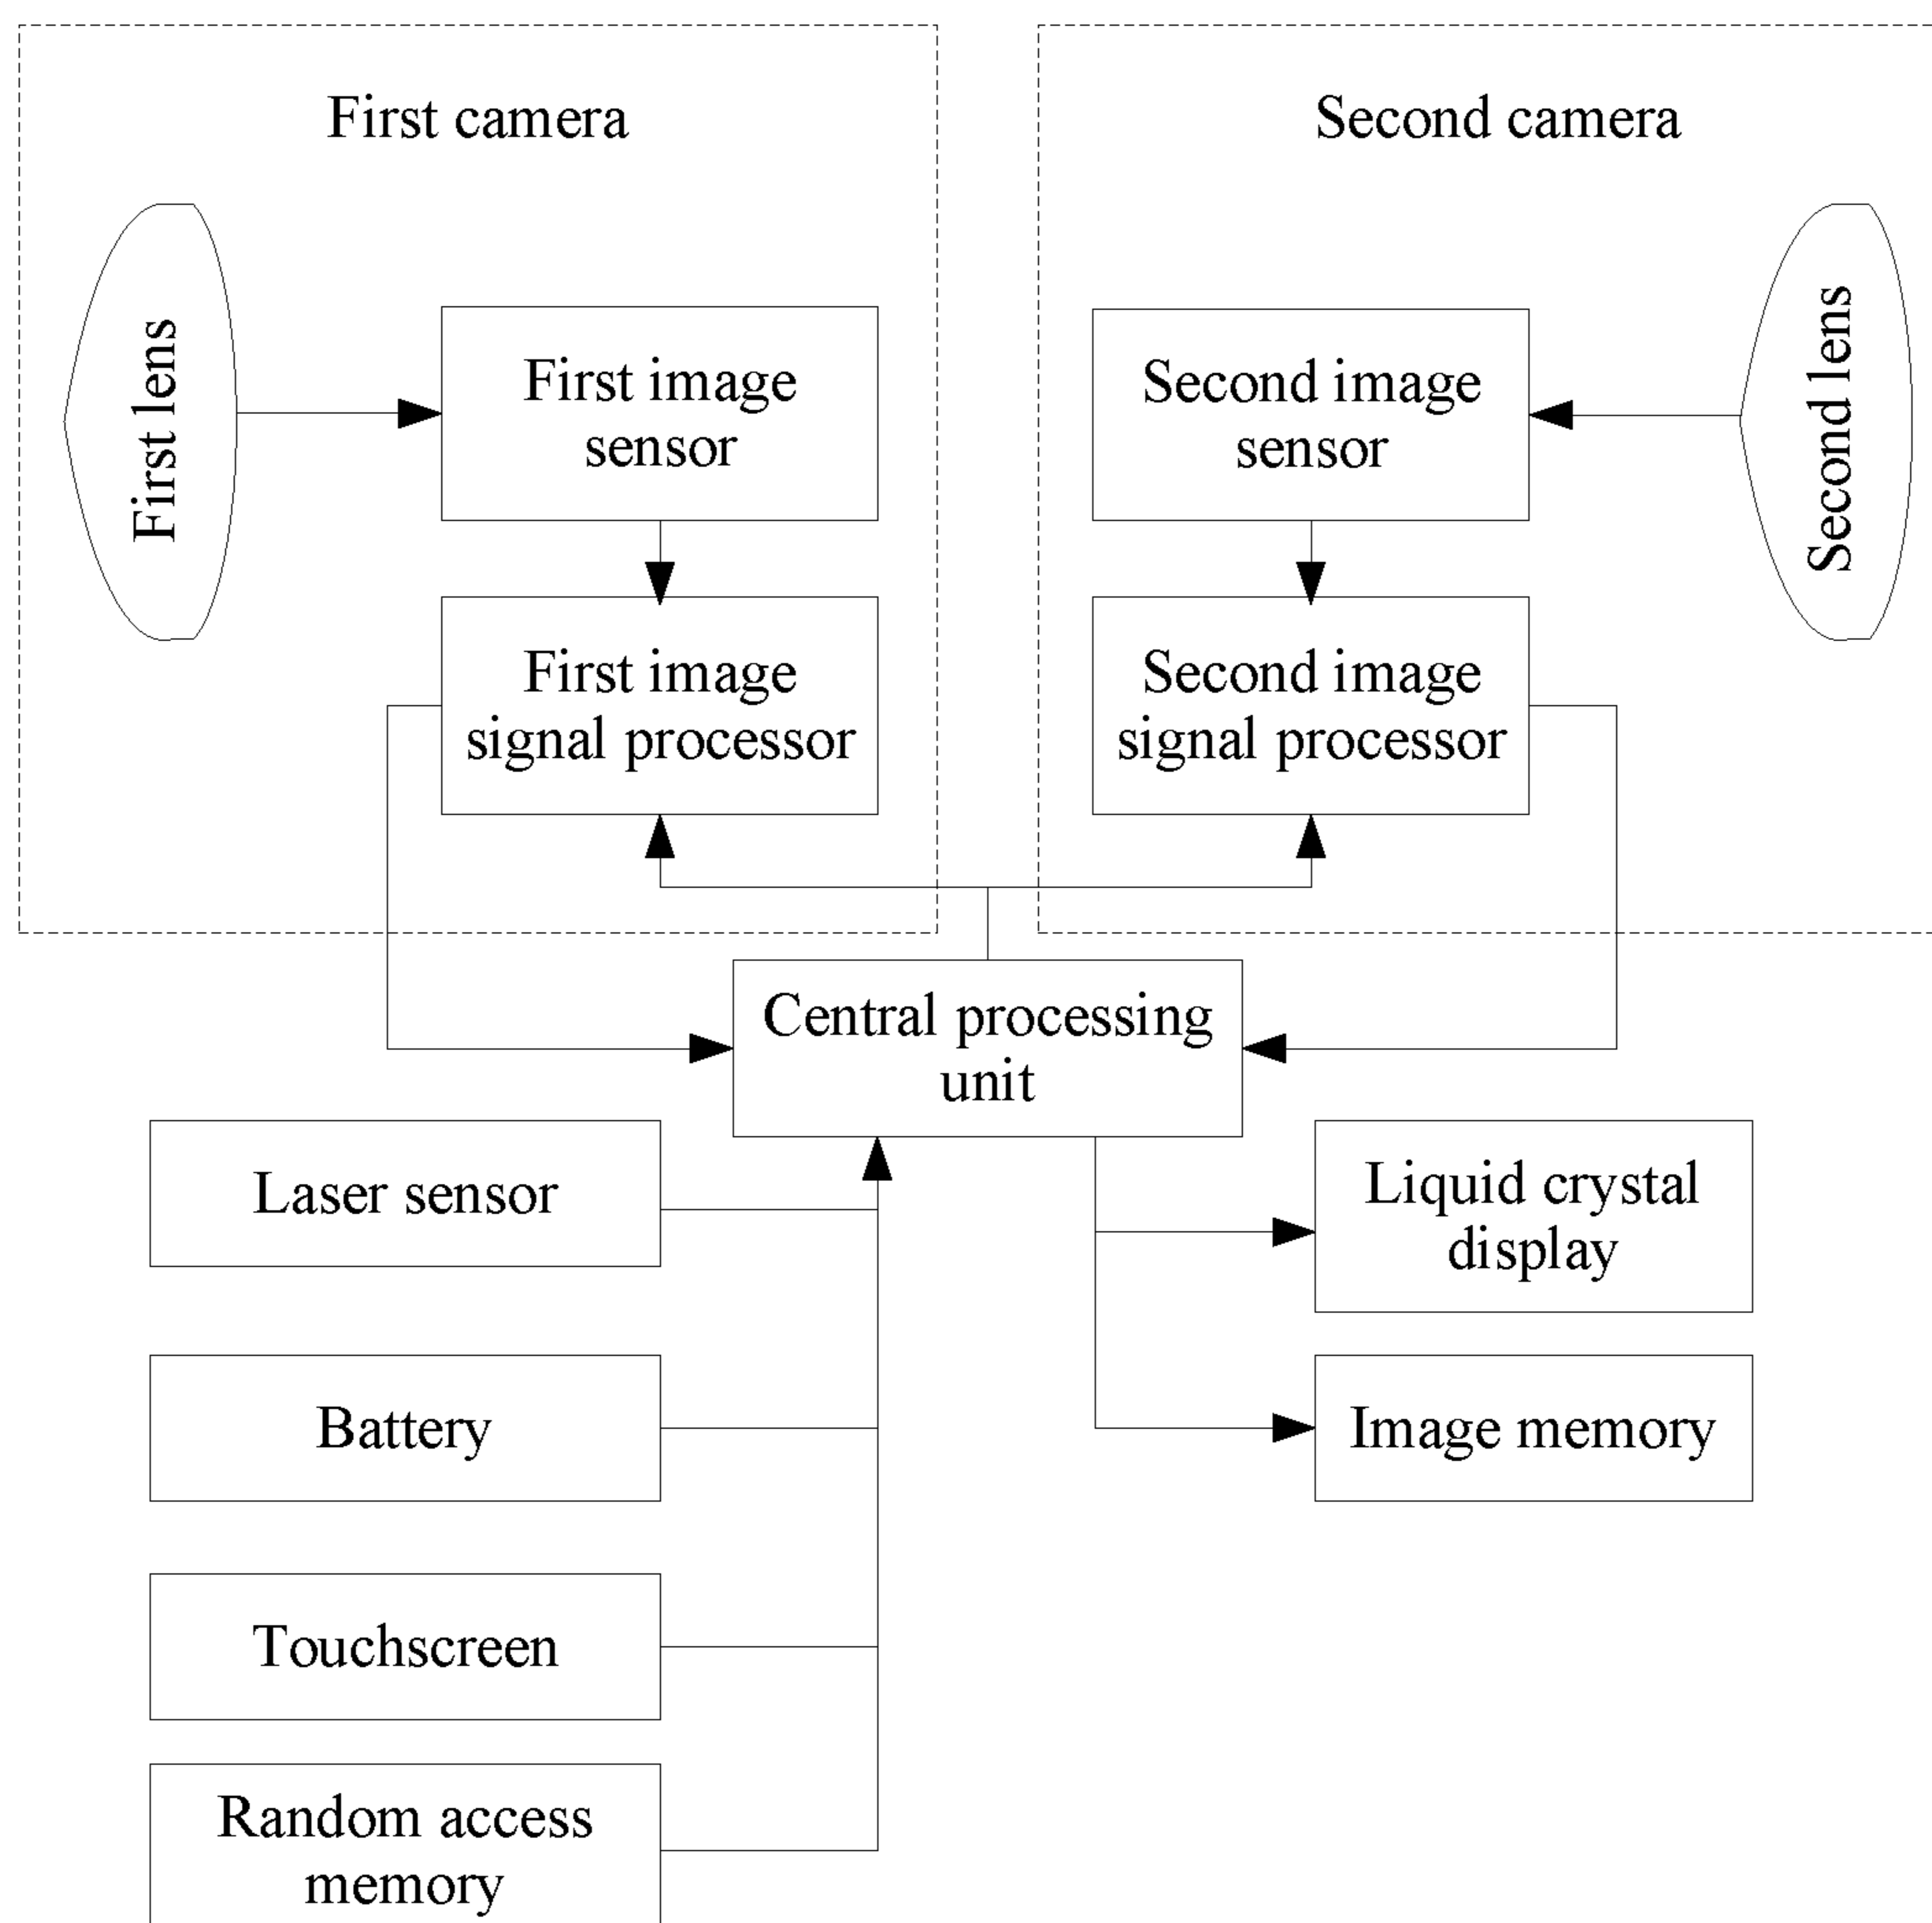 First camera
Second camera
First lens
First image
sensor
Second image
sensor
Second lens
First image
signal processor
Second image
signal processor
Central processing
unit
Laser sensor
Liquid crystal
display
Battery
Image memory
Touchscreen
Random access
memory